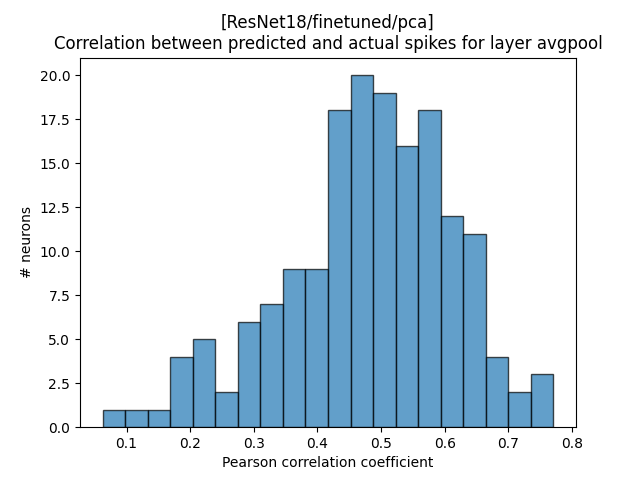 [ResNet18/finetuned/pca]
Correlation between predicted and actual spikes for layer avgpool
20.0
17.5
15.0
12.5
10.0
7.5
5.0
2.5
0.0
# neurons
0.1 0.2 0.3 0.4 0.5 0.6 0.7 0.8
Pearson correlation coefficient